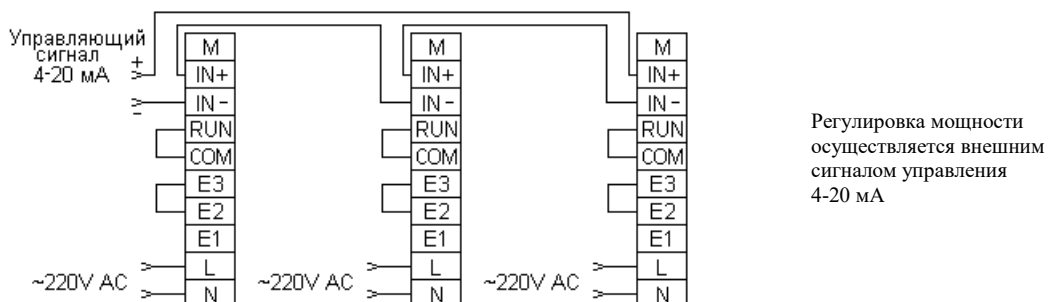 Управляющий
сигнал
4-20 мА
+
-
M
IN+
IN -
RUN
COM
E3
E2
E1
L
N
~220V AC
M
IN+
IN -
RUN
COM
E3
E2
E1
L
N
~220V AC
M
IN+
IN -
RUN
COM
E3
E2
E1
L
N
~220V AC
Регулировка мощности
осуществляется внешним
сигналом управления
4-20 мА